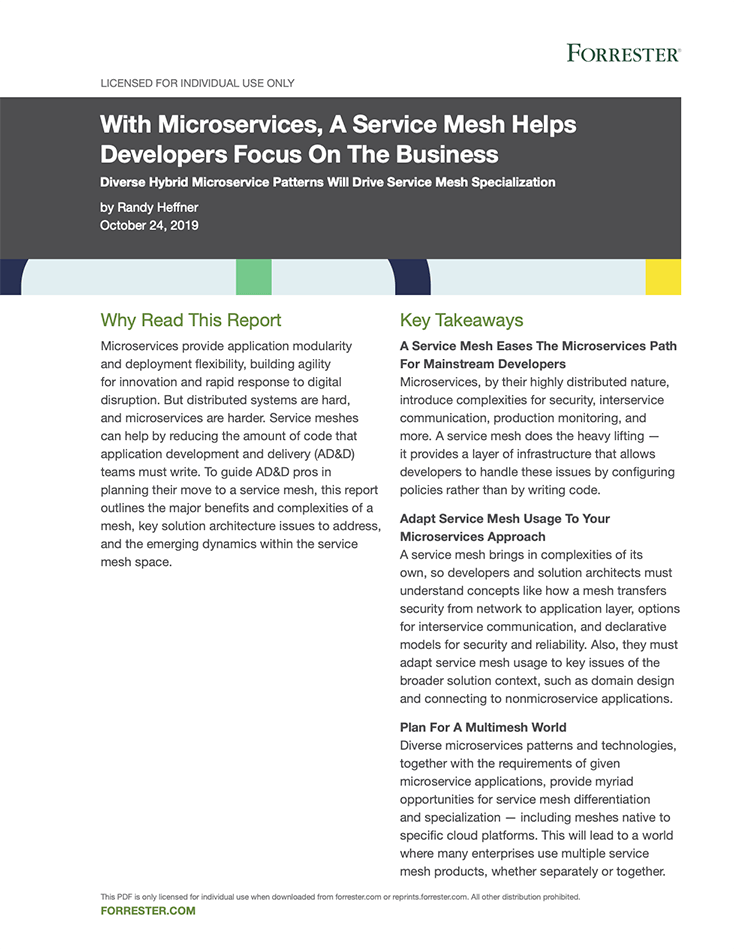 FORRESTER®
LICENSED FOR INDIVIDUAL USE ONLY
With Microservices, A Service Mesh Helps
Developers Focus On The Business
Diverse Hybrid Microservice Patterns Will Drive Service Mesh Specialization
by Randy Heffner
October 24, 2019
Why Read This Report
Microservices provide application modularity
and deployment flexibility, building agility
for innovation and rapid response to digital
disruption. But distributed systems are hard,
and microservices are harder. Service meshes
can help by reducing the amount of code that
application development and delivery (AD&D)
teams must write. To guide AD&D pros in
planning their move to a service mesh, this report
outlines the major benefits and complexities of a
mesh, key solution architecture issues to address,
and the emerging dynamics within the service
mesh space.
Key Takeaways
A Service Mesh Eases The Microservices Path
For Mainstream Developers
Microservices, by their highly distributed nature,
introduce complexities for security, interservice
communication, production monitoring, and
more. A service mesh does the heavy lifting —
it provides a layer of infrastructure that allows
developers to handle these issues by configuring
policies rather than by writing code.
Adapt Service Mesh Usage To Your
Microservices Approach
A service mesh brings in complexities of its
own, so developers and solution architects must
understand concepts like how a mesh transfers
security from network to application layer, options
for interservice communication, and declarative
models for security and reliability. Also, they must
adapt service mesh usage to key issues of the
broader solution context, such as domain design
and connecting to nonmicroservice applications.
Plan For A Multimesh World
Diverse microservices patterns and technologies,
together with the requirements of given
microservice applications, provide myriad
opportunities for service mesh differentiation
and specialization — including meshes native to
specific cloud platforms. This will lead to a world
where many enterprises use multiple service
mesh products, whether separately or together.
This PDF is only licensed for individual use when downloaded from forrester.com or reprints.forrester.com. All other distribution prohibited.
FORRESTER.COM